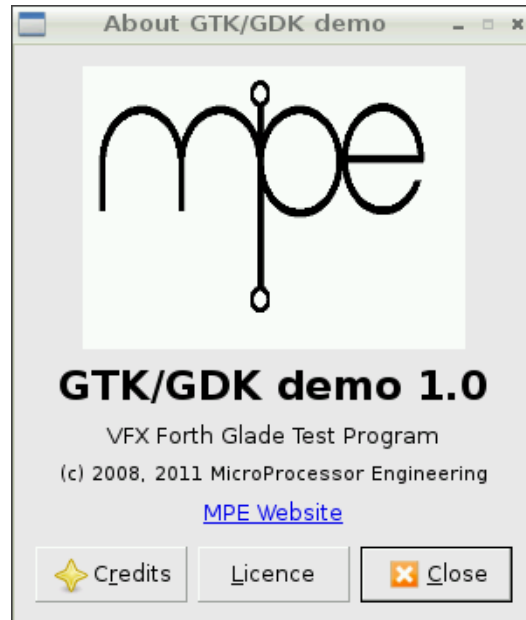 About GTK/GDK demo
mpe
GTK/GDK demo 1.0
VFX Forth Glade Test Program
(c) 2008, 2011 MicroProcessor Engineering
MPE Website
Credits Licence Close